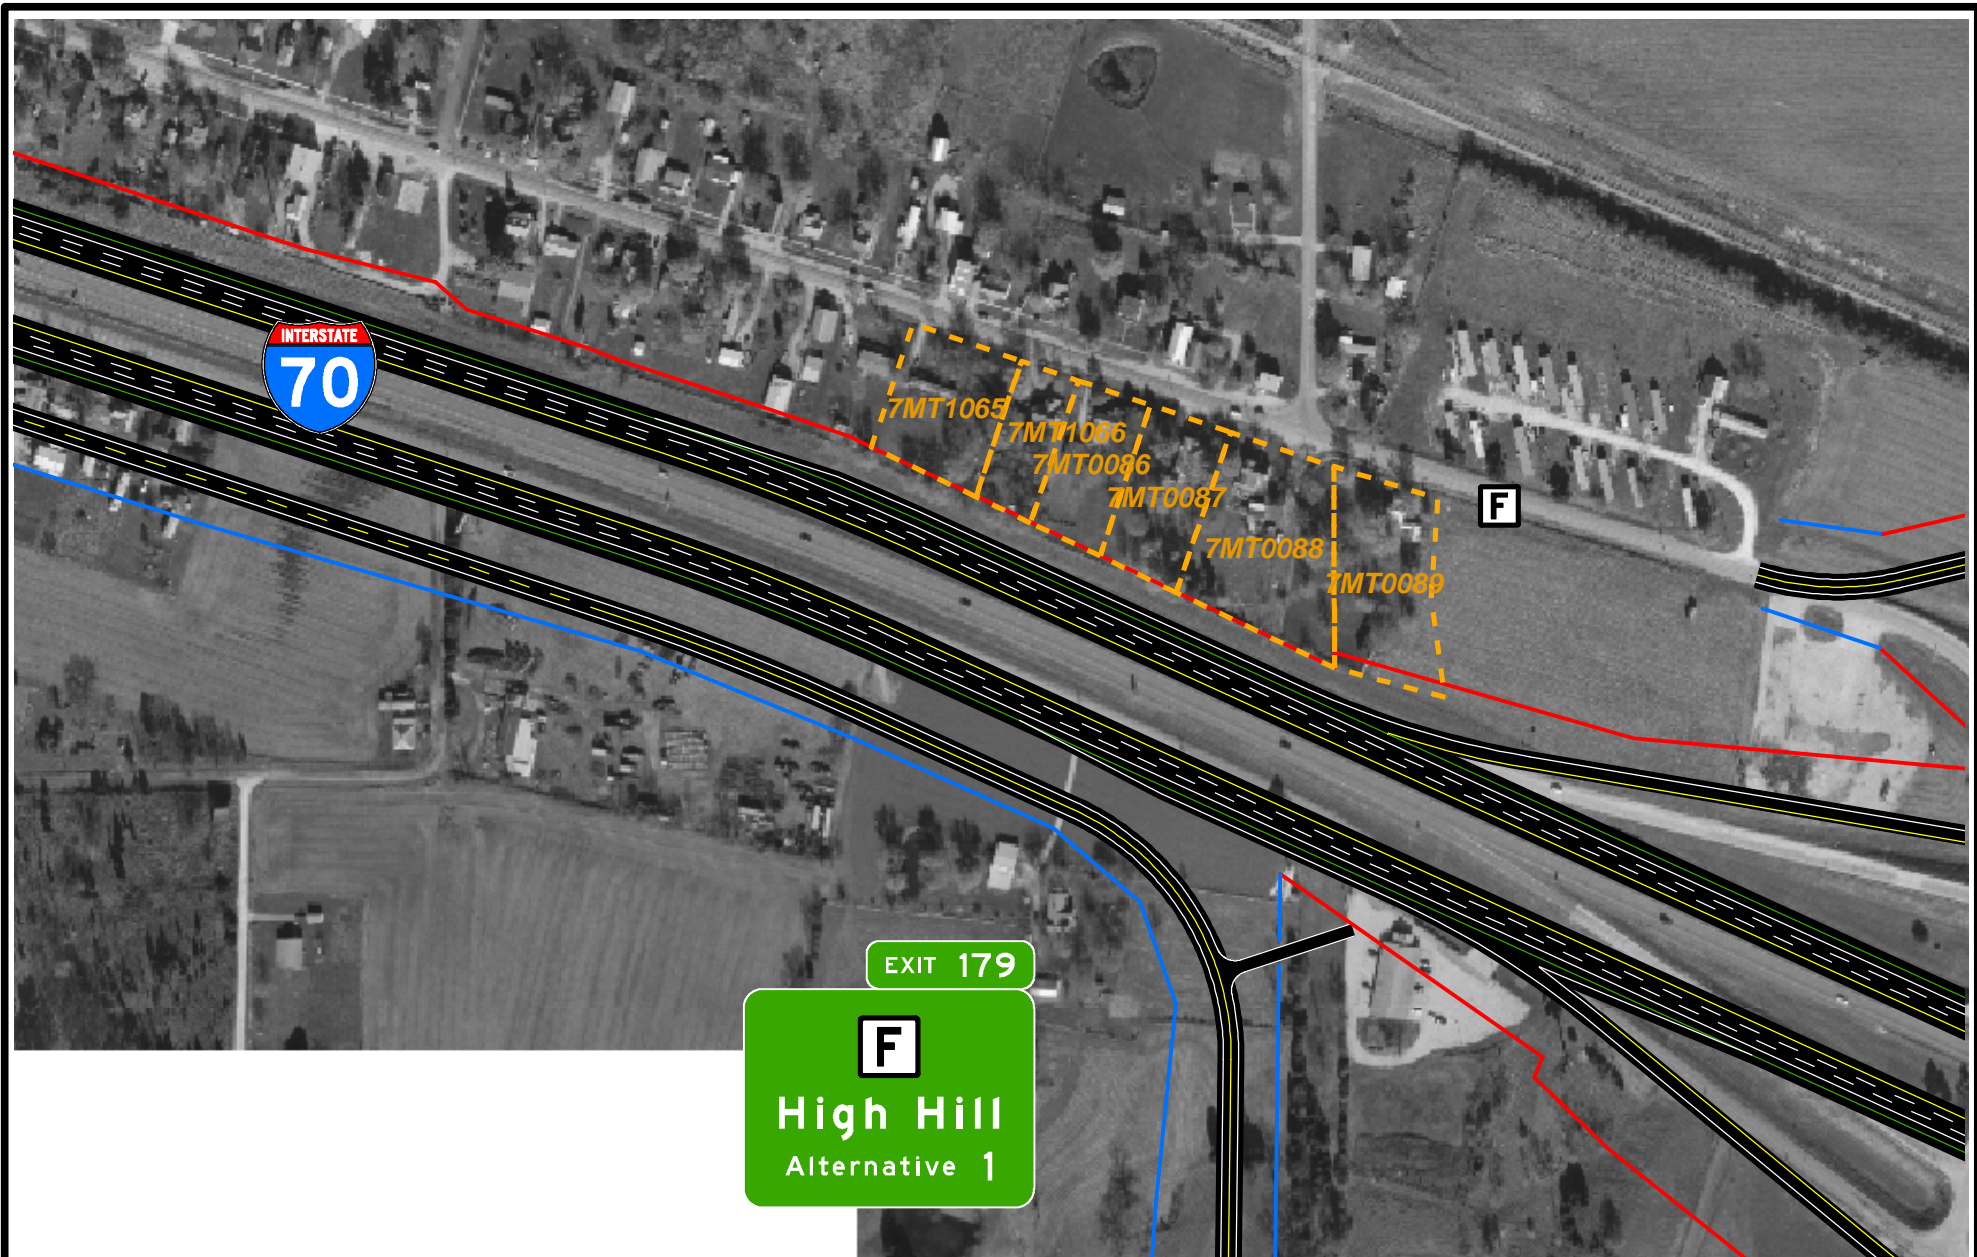 INTERSTATE
70
7MT1065
7MT1066
7MT0086
7MT0087
7MT0088
7MT0089
F
EXIT 179
F
High Hill
Alternative 1